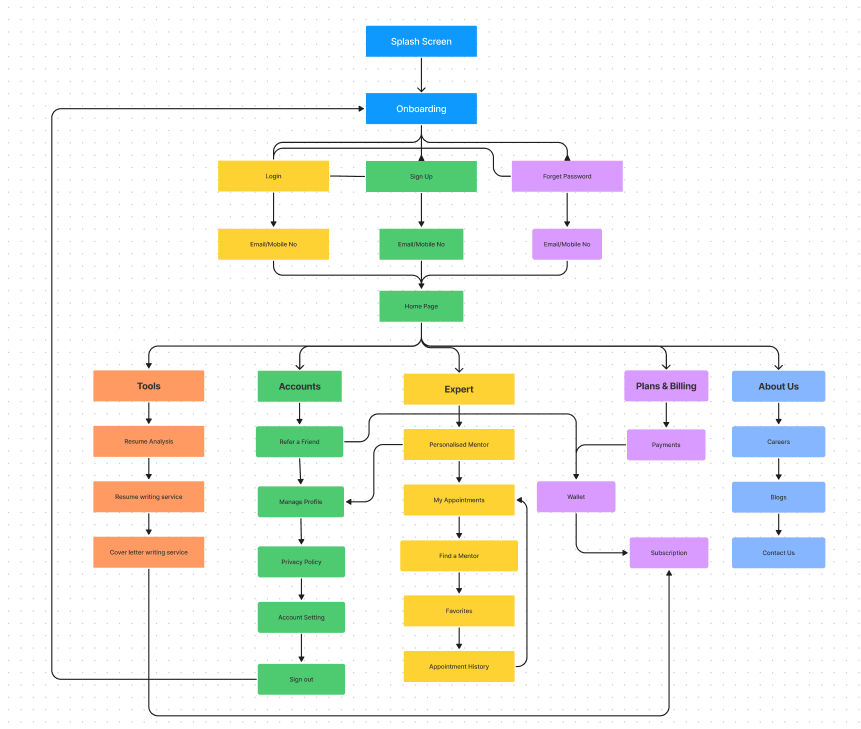 Splash Screen
Onboarding
Login
Sign Up
Forget Password
Email/Mobile No
Email/Mobile No
Email/Mobile No
Home Page
Tools
Accounts
Expert
Plans & Billing
About Us
Resume Analysis
Refer a Friend
Personalised Mentor
Payments
Careers
Resume writing service
Manage Profile
My Appointments
Wallet
Blogs
Cover letter writing service
Privacy Policy
Find a Mentor
Subscription
Contact Us
Account Setting
Favorites
Sign out
Appointment History